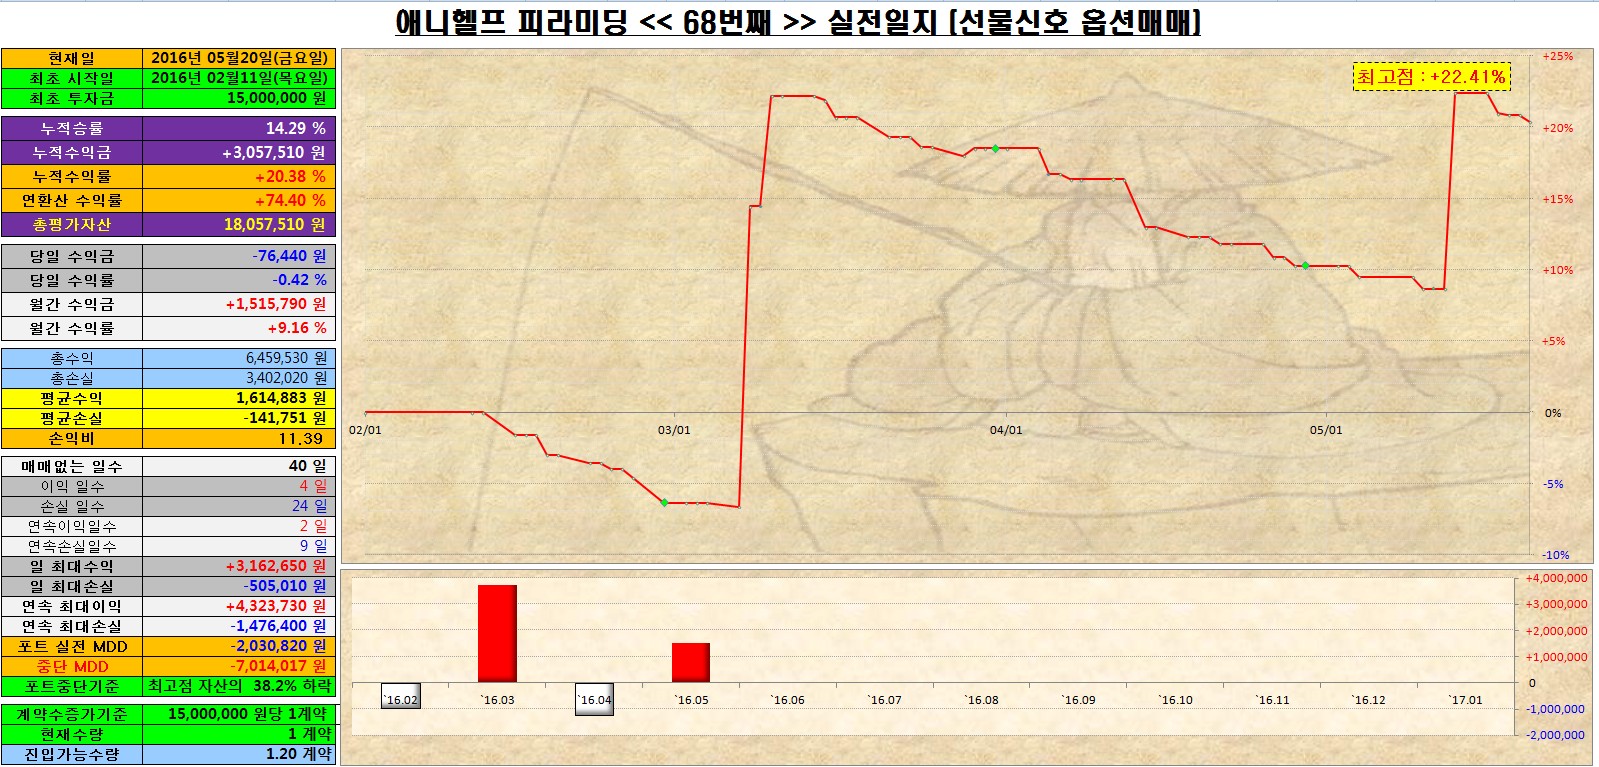 애니헬프 피라미딩 << 68번째 >> 실전일지 [선물신호 옵션매매]
현재일 2016년 05월20일(금요일)
최초 시작일 2016년 02월11일(목요일)
최초 투자금 15,000,000 원
누적승률 14.29 %
누적수익금 +3,057,510 원
누적수익률 +20.38 %
연환산 수익률 +74.40 %
총평가자산 18,057,510 원
당일 수익금 -76,440 원
당일 수익률 -0.42 %
월간 수익금 +1,515,790 원
월간 수익률 +9.16 %
총수익 6,459,530 원
총손실 3,402,020 원
평균수익 1,614,883 원
평균손실 -141,751 원
손익비 11.39
매매없는 일수 40 일
이익 일수 4 일
손실 일수 24 일
연속이익일수 2 일
연속손실일수 9 일
일 최대수익 +3,162,650 원
일 최대손실 -505,010 원
연속 최대이익 +4,323,730 원
연속 최대손실 -1,476,400 원
포트 실전 MDD -2,030,820 원
중단 MDD -7,014,017 원
포트중단기준 최고점 자산의 38.2% 하락
계약수증가기준 15,000,000 원당 1계약
현재수량 1 계약
진입가능수량 1.20 계약
최고점 : +22.41%
+25%
+20%
+15%
+10%
+5%
0%
-5%
-10%
02/01 03/01 04/01 05/01
+4,000,000
+3,000,000
+2,000,000
+1,000,000
0
-1,000,000
-2,000,000
`16.02 `16.03 `16.04 `16.05 `16.06 `16.07 `16.08 `16.09 `16.10 `16.11 `16.12 `17.01